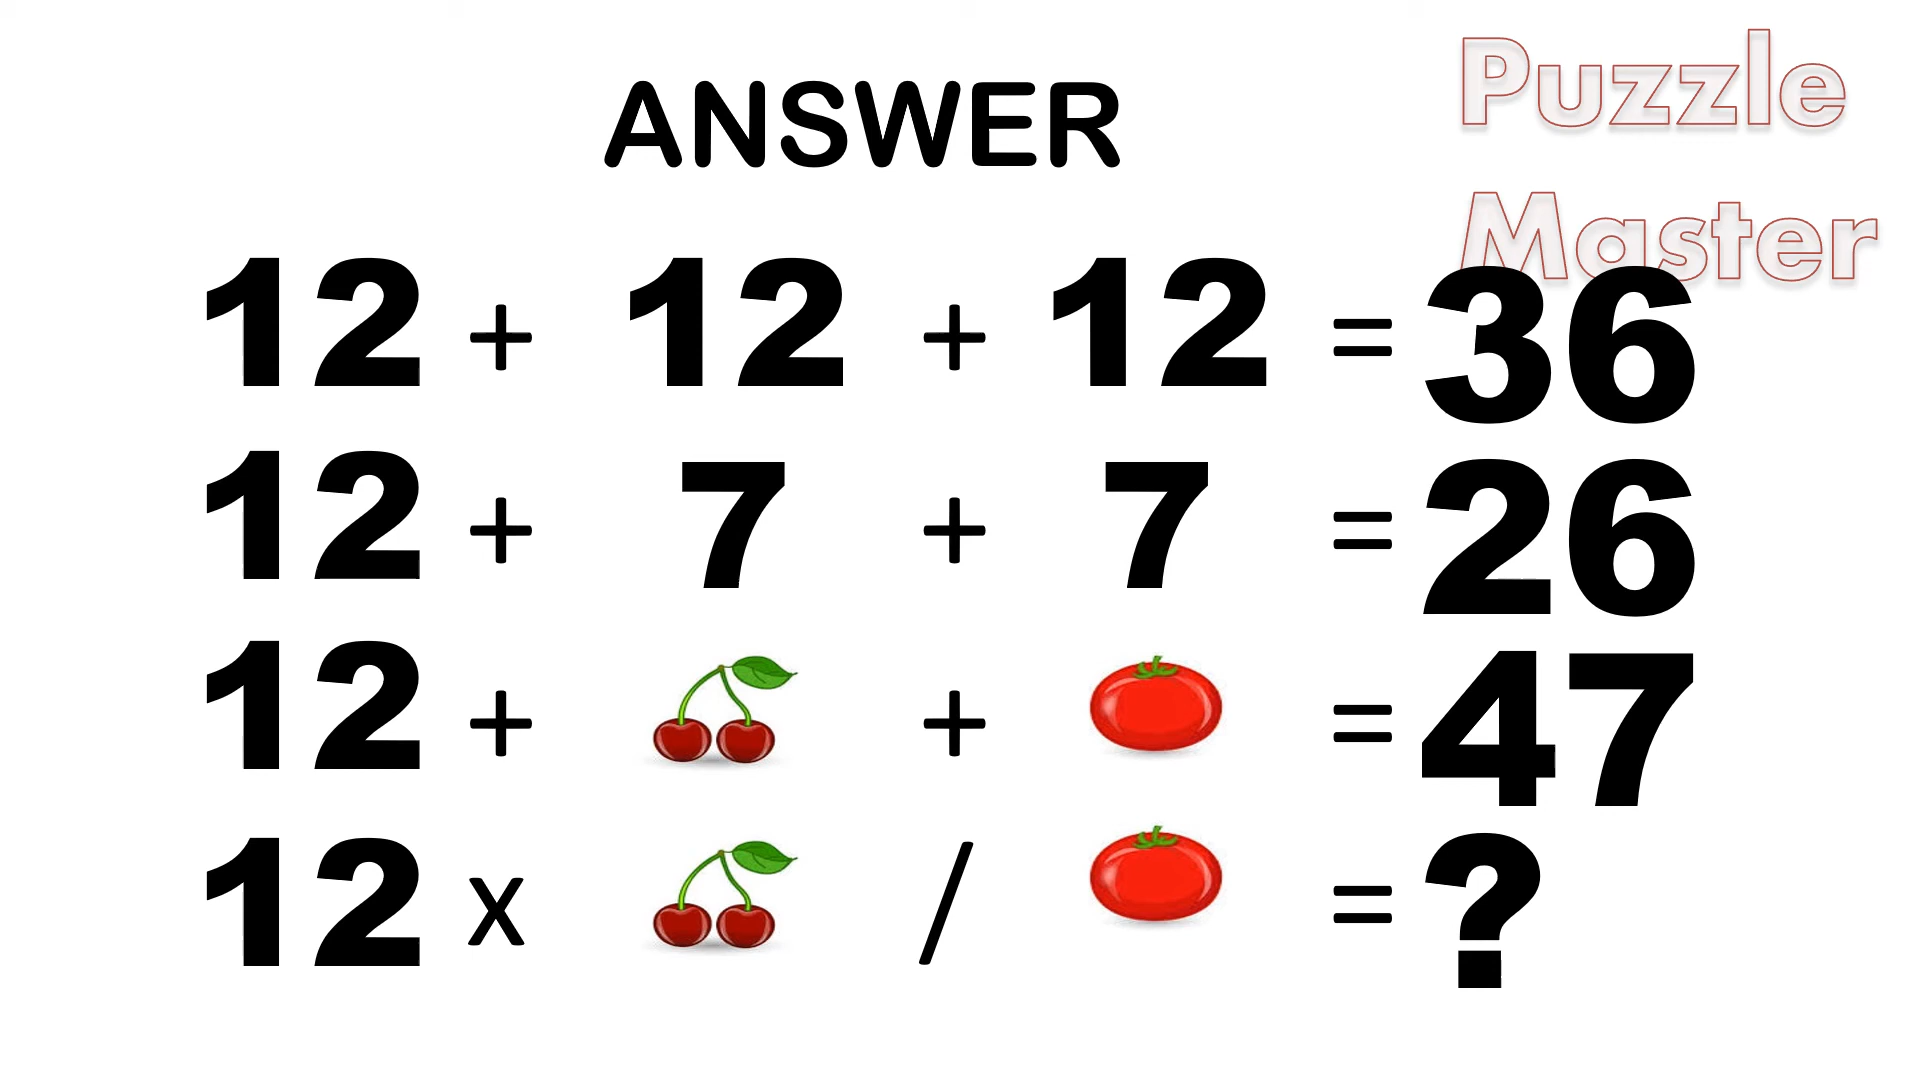 Puzzle
Master
ANSWER
12 + 12 + 12 = 36
12 + 7 + 7 = 26
12 + + = 47
12 x / = ?